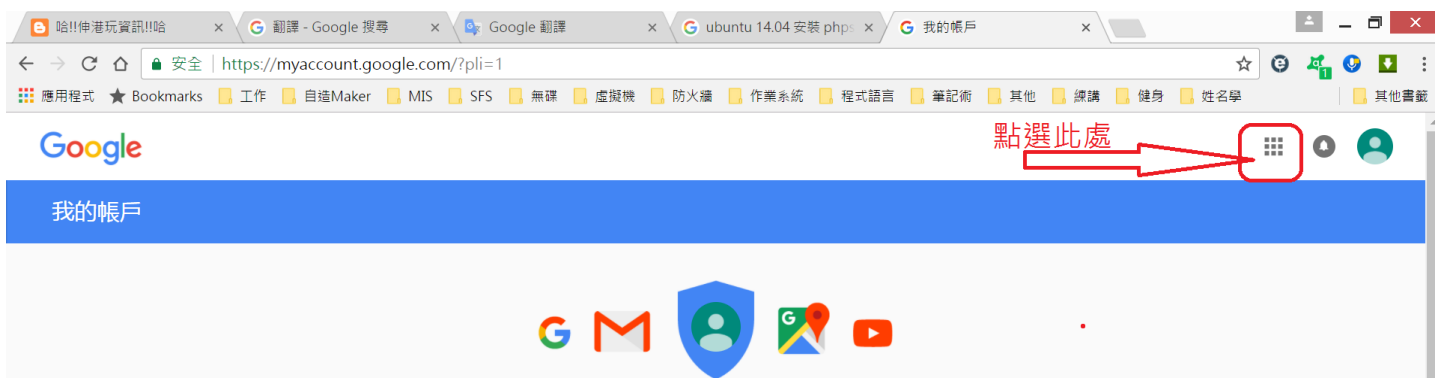 哈!!伸港玩資訊!!哈 翻譯 - Google 搜尋 Google 翻譯 ubuntu 14.04 安裝 php 我的帳戶
安全 https://myaccount.google.com/?pli=1
應用程式 Bookmarks 工作 自造Maker MIS SFS 無碟 虛擬機 防火牆 作業系統 程式語言 筆記術 其他 練講 健身 姓名學 其他書籤
Google 點選此處
我的帳戶